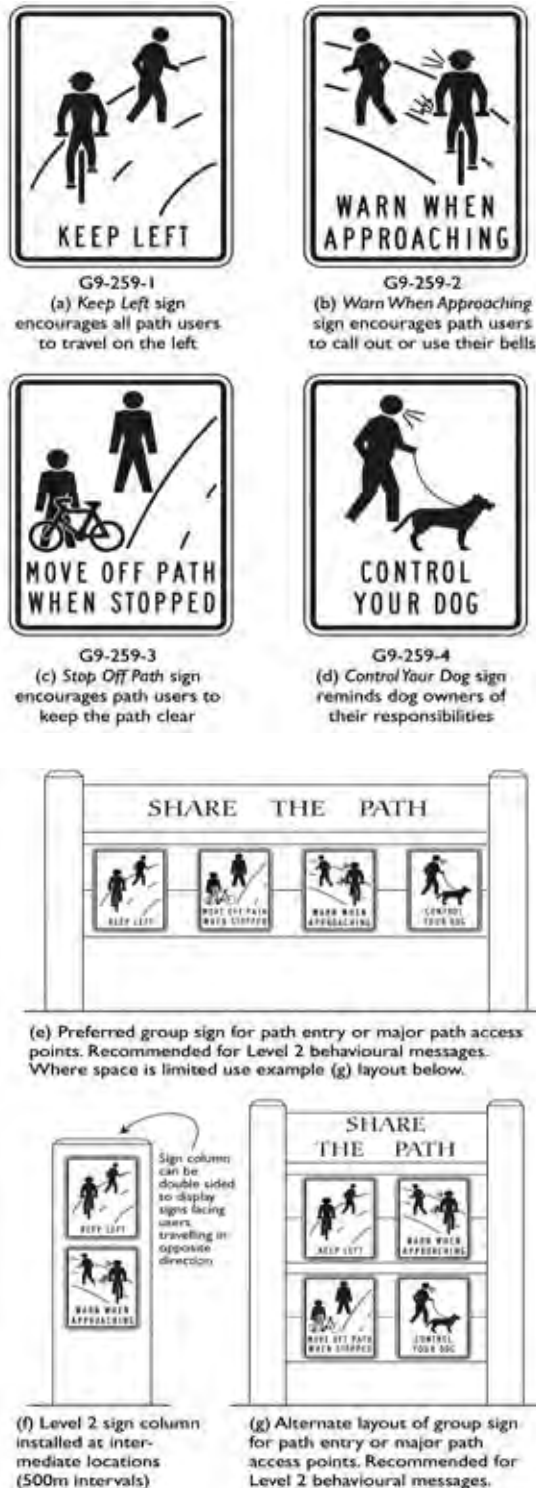 KEEP LEFT
G9-259-1
(a) Keep Left sign
encourages all path users
to travel on the left
WARN WHEN
APPROACHING
G9-259-2
(b) Warn When Approaching
sign encourages path users
to call out or use their bells
MOVE OFF PATH
WHEN STOPPED
G9-259-3
(c) Stop Off Path sign
encourages path users to
keep the path clear
CONTROL
YOUR DOG
G9-259-4
(d) Control Your Dog sign
reminds dog owners of
their responsibilities
SHARE THE PATH
KEEP LEFT
MOVE OFF PATH
WHEN STOPPED
WARN WHEN
APPROACHING
CONTROL
YOUR DOG
(e) Preferred group sign for path entry or major path access
points. Recommended for Level 2 behavioural messages.
Where space is limited use example (g) layout below.
Sign column
can be
double sided
to display
signs facing
users
travelling in
opposite
direction
KEEP LEFT
WARN WHEN
APPROACHING
(f) Level 2 sign column
installed at inter-
mediate locations
(500m intervals)
SHARE
THE PATH
KEEP LEFT
WARN WHEN
APPROACHING
MOVE OFF PATH
WHEN STOPPED
CONTROL
YOUR DOG
(g) Alternate layout of group sign
for path entry or major path
access points. Recommended for
Level 2 behavioural messages.